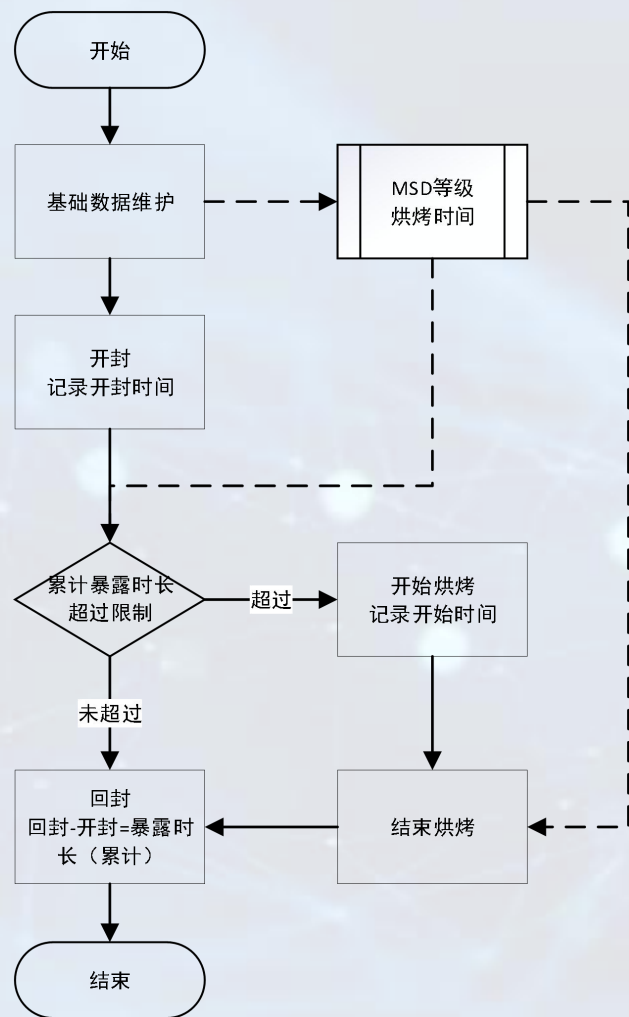 开始
基础数据维护
MSD等级
烘烤时间
开封
记录开封时间
累计暴露时长
超过限制
超过
开始烘烤
记录开始时间
未超过
回封
回封-开封=暴露时
长（累计）
结束烘烤
结束